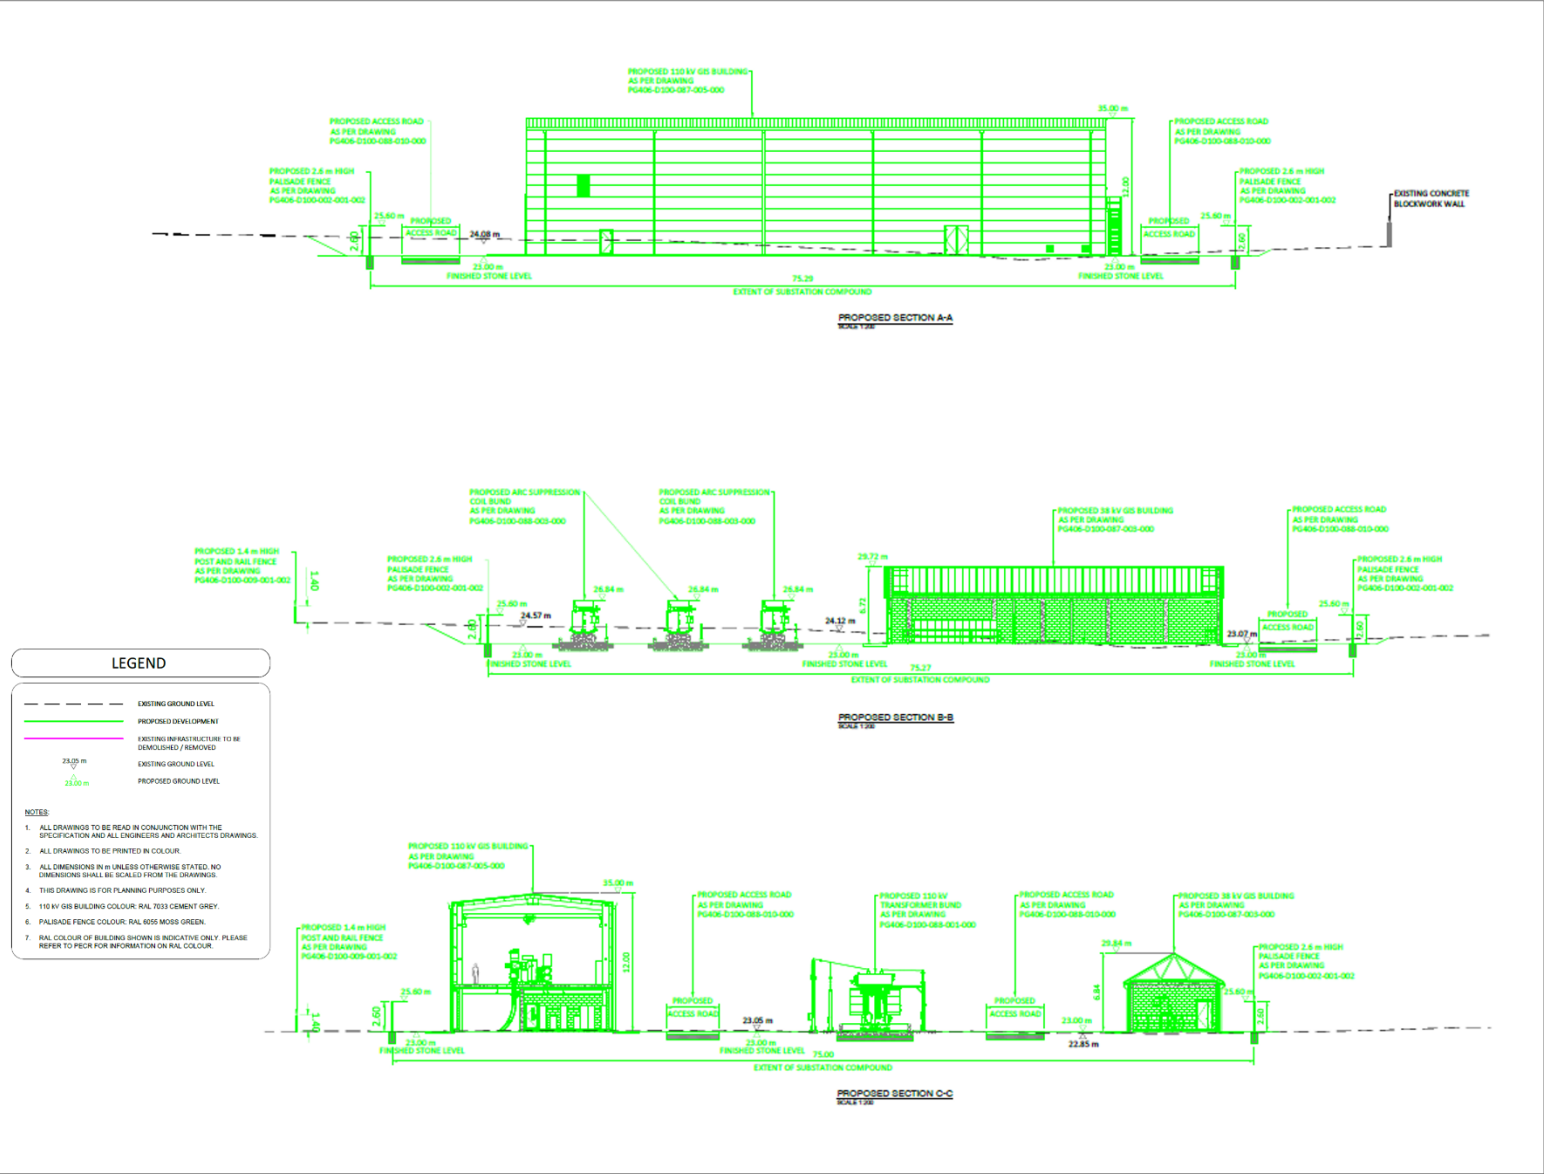 PROPOSED 110 kV GIS BUILDING
AS PER DRAWING
PG406-D100-087-005-000
35.00 m
PROPOSED ACCESS ROAD
AS PER DRAWING
PG406-D100-088-010-000
PROPOSED ACCESS ROAD
AS PER DRAWING
PG406-D100-088-010-000
PROPOSED 2.6 m HIGH
PALISADE FENCE
AS PER DRAWING
PG406-D100-002-001-002
PROPOSED 2.6 m HIGH
PALISADE FENCE
AS PER DRAWING
PG406-D100-002-001-002
EXISTING CONCRETE
BLOCKWORK WALL
12.00
25.60 m
PROPOSED
ACCESS ROAD
24.08 m
2.60
PROPOSED
ACCESS ROAD
25.60 m
2.60
23.00 m
FINISHED STONE LEVEL
23.00 m
FINISHED STONE LEVEL
75.28
EXTENT OF SUBSTATION COMPOUND
PROPOSED SECTION A-A
SCALE 1:200
PROPOSED ARC SUPPRESSION
COIL BUND
AS PER DRAWING
PG406-D100-088-003-000
PROPOSED ARC SUPPRESSION
COIL BUND
AS PER DRAWING
PG406-D100-088-003-000
PROPOSED 38 kV GIS BUILDING
AS PER DRAWING
PG406-D100-087-003-000
PROPOSED ACCESS ROAD
AS PER DRAWING
PG406-D100-088-010-000
PROPOSED 1.4 m HIGH
POST AND RAIL FENCE
AS PER DRAWING
PG406-D100-009-001-002
1.40
PROPOSED 2.6 m HIGH
PALISADE FENCE
AS PER DRAWING
PG406-D100-002-001-002
29.72 m
PROPOSED 2.6 m HIGH
PALISADE FENCE
AS PER DRAWING
PG406-D100-002-001-002
26.84 m
26.84 m
26.84 m
25.60 m
24.57 m
2.60
24.12 m
6.72
23.07 m
PROPOSED
ACCESS ROAD
25.60 m
2.60
23.00 m
FINISHED STONE LEVEL
23.00 m
FINISHED STONE LEVEL
23.00 m
FINISHED STONE LEVEL
75.27
EXTENT OF SUBSTATION COMPOUND
PROPOSED SECTION B-B
SCALE 1:200
LEGEND
EXISTING GROUND LEVEL
PROPOSED DEVELOPMENT
EXISTING INFRASTRUCTURE TO BE
DEMOLISHED / REMOVED
23.05 m
EXISTING GROUND LEVEL
23.00 m
PROPOSED GROUND LEVEL
NOTES:
1. ALL DRAWINGS TO BE READ IN CONJUNCTION WITH THE
SPECIFICATION AND ALL ENGINEERS AND ARCHITECTS DRAWINGS.
2. ALL DRAWINGS TO BE PRINTED IN COLOUR.
3. ALL DIMENSIONS IN m UNLESS OTHERWISE STATED. NO
DIMENSIONS SHALL BE SCALED FROM THE DRAWINGS.
4. THIS DRAWING IS FOR PLANNING PURPOSES ONLY.
5. 110 kV GIS BUILDING COLOUR: RAL 7033 CEMENT GREY.
6. PALISADE FENCE COLOUR: RAL 6055 MOSS GREEN.
7. RAL COLOUR OF BUILDING SHOWN IS INDICATIVE ONLY. PLEASE
REFER TO PECR FOR INFORMATION ON RAL COLOUR.
PROPOSED 110 kV GIS BUILDING
AS PER DRAWING
PG406-D100-087-005-000
35.00 m
PROPOSED ACCESS ROAD
AS PER DRAWING
PG406-D100-088-010-000
PROPOSED 110 kV
TRANSFORMER BUND
AS PER DRAWING
PG406-D100-088-001-000
PROPOSED ACCESS ROAD
AS PER DRAWING
PG406-D100-088-010-000
PROPOSED 38 kV GIS BUILDING
AS PER DRAWING
PG406-D100-087-003-000
PROPOSED 1.4 m HIGH
POST AND RAIL FENCE
AS PER DRAWING
PG406-D100-009-001-002
29.84 m
PROPOSED 2.6 m HIGH
PALISADE FENCE
AS PER DRAWING
PG406-D100-002-001-002
12.00
6.84
25.60 m
2.60
1.40
PROPOSED
ACCESS ROAD
23.05 m
PROPOSED
ACCESS ROAD
23.00 m
25.60 m
2.60
23.00 m
FINISHED STONE LEVEL
23.00 m
FINISHED STONE LEVEL
22.85 m
75.00
EXTENT OF SUBSTATION COMPOUND
PROPOSED SECTION C-C
SCALE 1:200